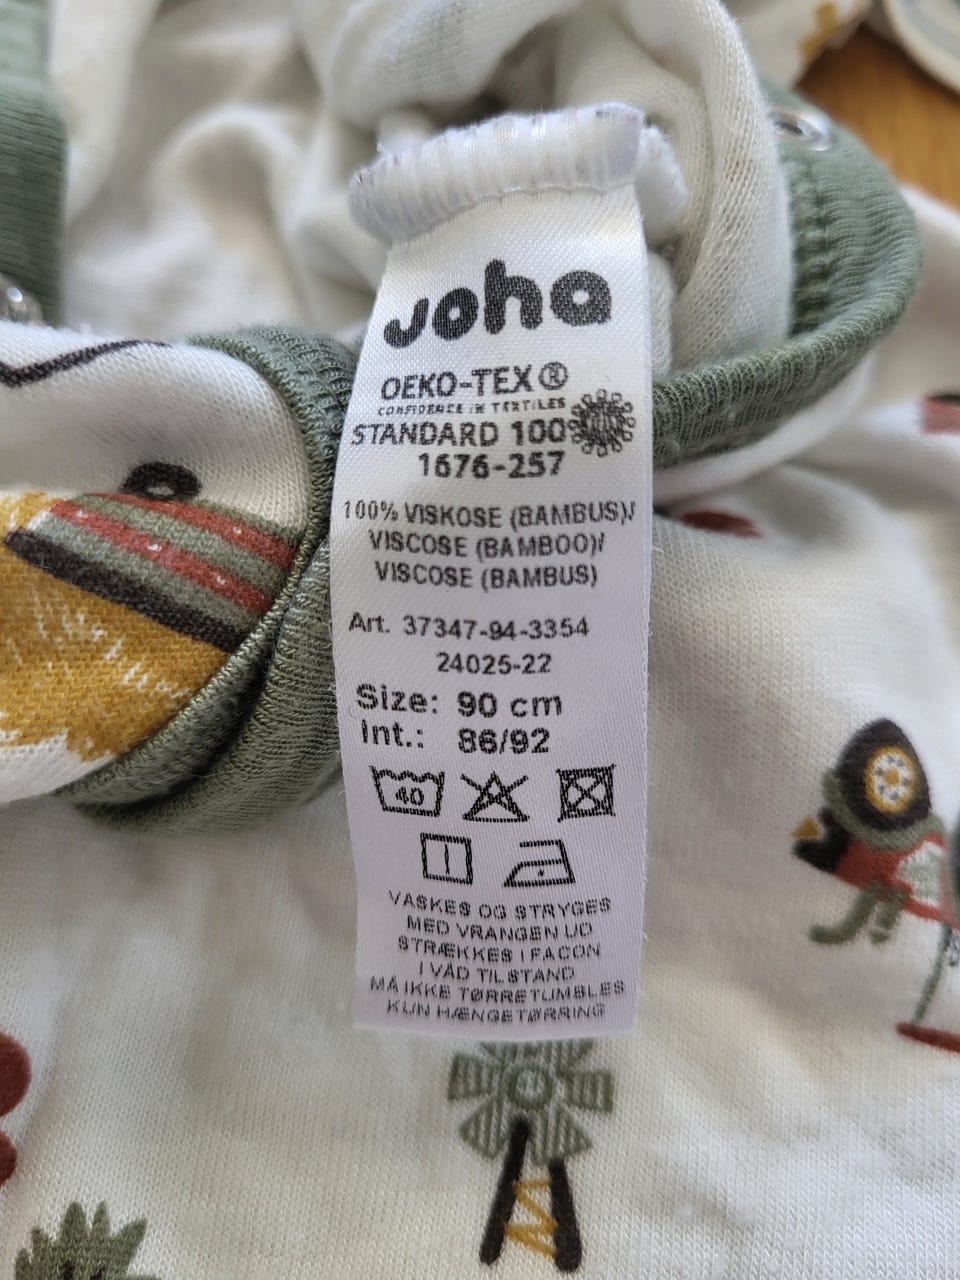 joha
OEKO-TEX®
CONFIDENCE IN TEXTILES
STANDARD 100
1676-257
100% VISKOSE (BAMBUS)/
VISCOSE (BAMBOO)/
VISCOSE (BAMBUS)
Art. 37347-94-3354
24025-22
Size: 90 cm
Int.: 86/92
40
VASKES OG STRYGES
MED VRANGEN UD
STRÆKKES I FACON
I VÅD TILSTAND
MÅ IKKE TØRRETUMBLES
KUN HÆNGETØRRING